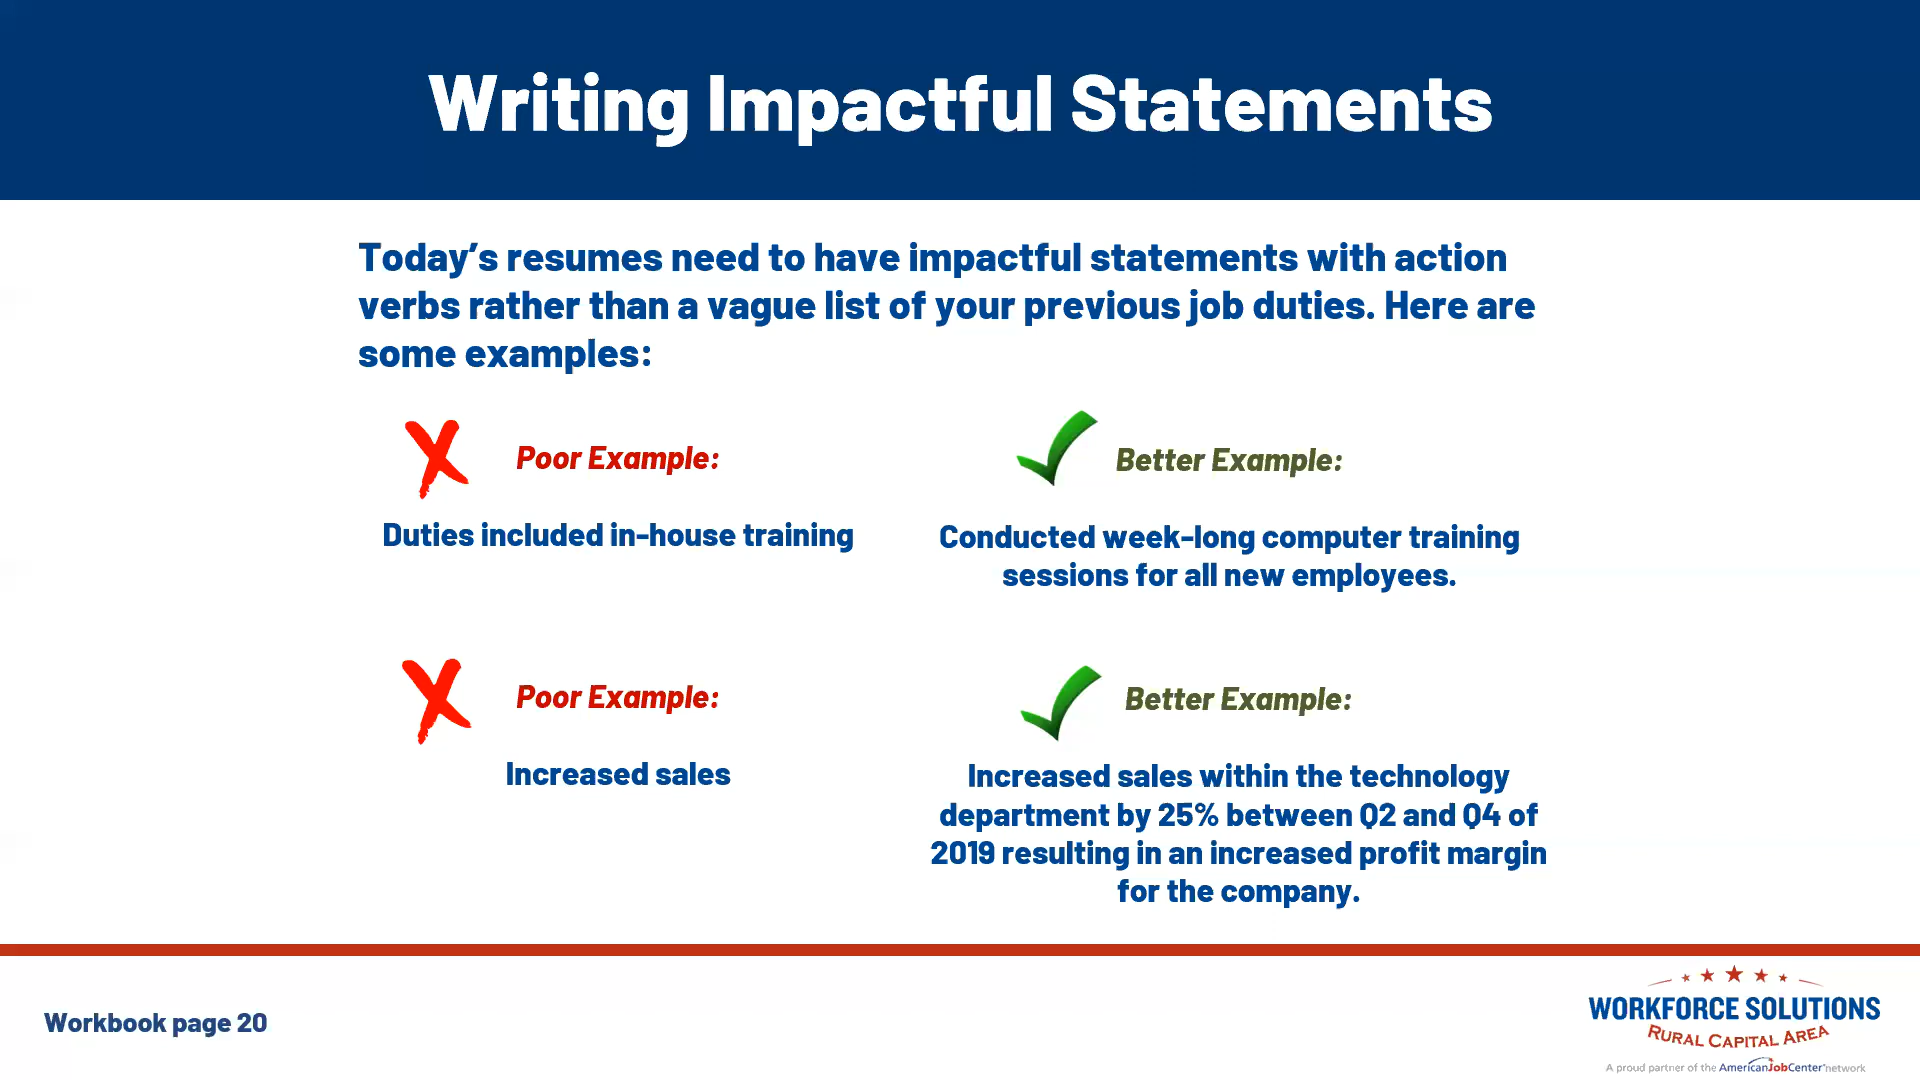 Writing Impactful Statements
Today’s resumes need to have impactful statements with action
verbs rather than a vague list of your previous job duties. Here are
some examples:
Poor Example:
Duties included in-house training
Better Example:
Conducted week-long computer training
sessions for all new employees.
Poor Example:
Increased sales
Better Example:
Increased sales within the technology
department by 25% between Q2 and Q4 of
2019 resulting in an increased profit margin
for the company.
Workbook page 20
WORKFORCE SOLUTIONS
RURAL CAPITAL AREA
A proud partner of the AmericanJobCenter®network